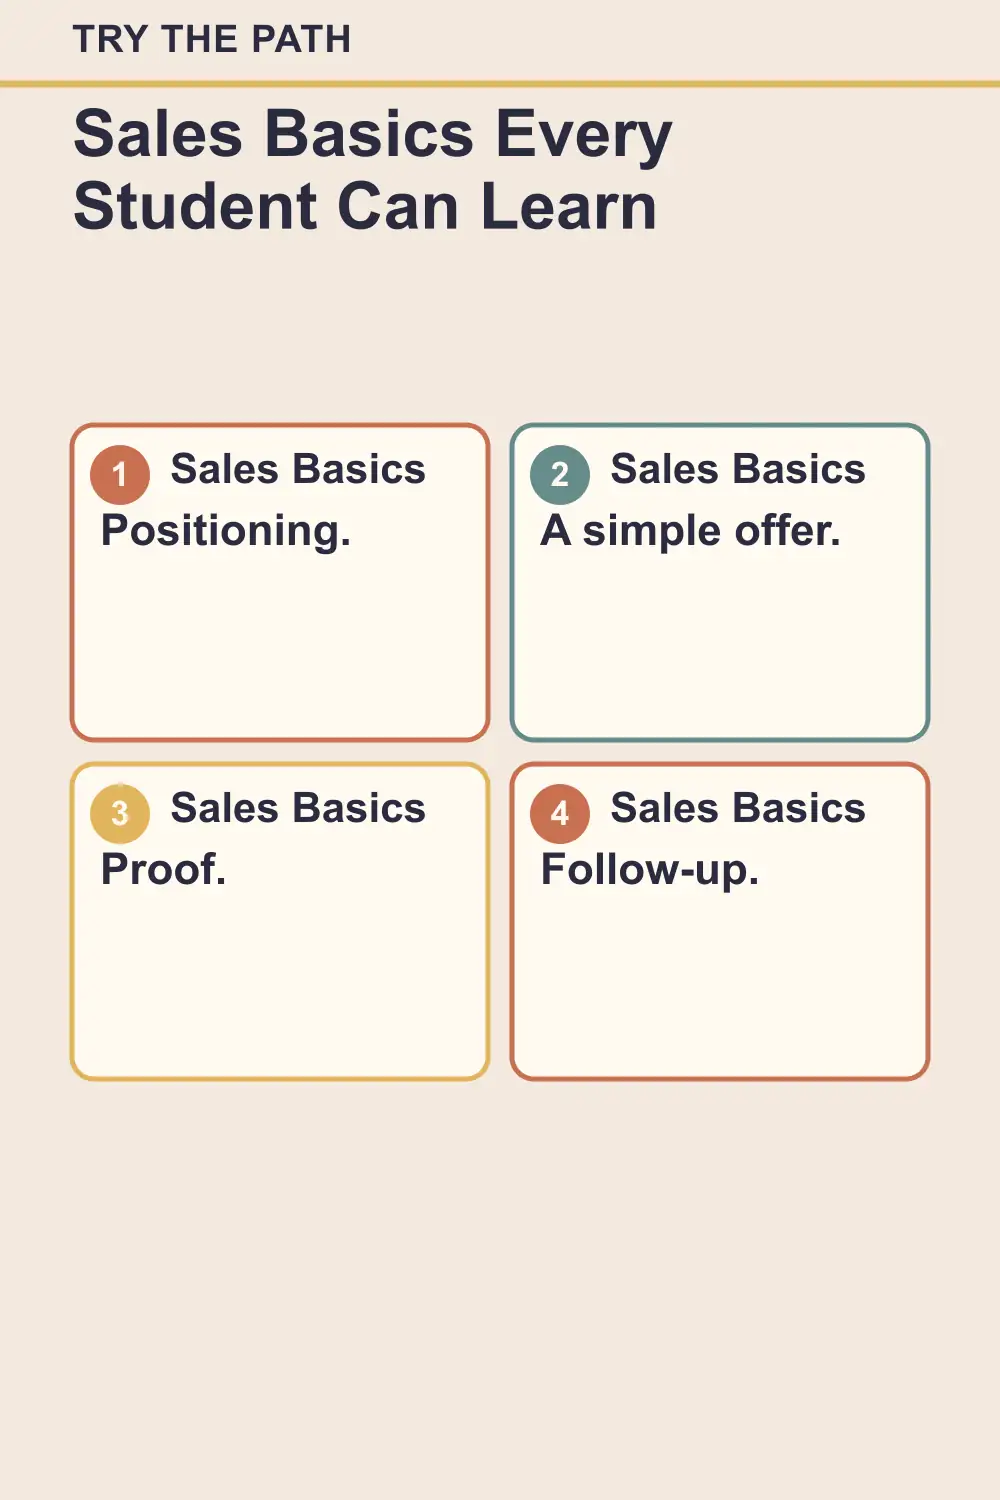 TRY THE PATH
Sales Basics Every
Student Can Learn
1 Sales Basics
Positioning.
2 Sales Basics
A simple offer.
3 Sales Basics
Proof.
4 Sales Basics
Follow-up.